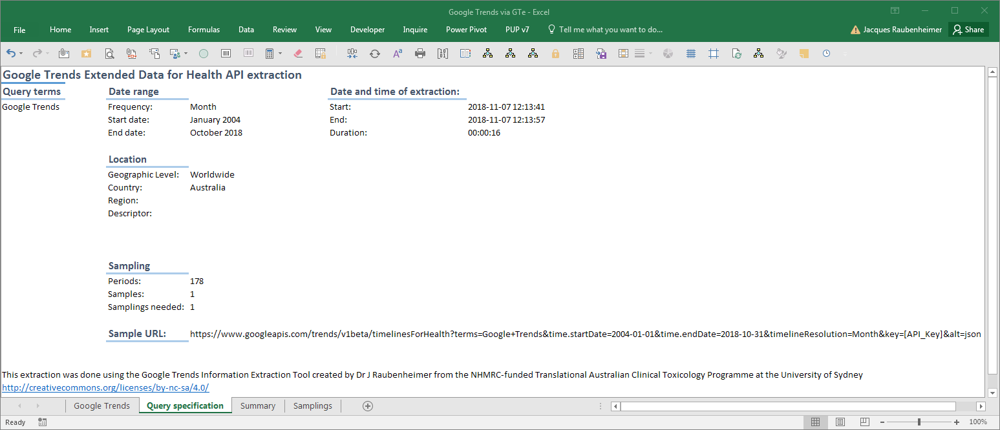 Google Trends via GTe - Excel
File Home Insert Page Layout Formulas Data Review View Developer Inquire Power Pivot PUP v7 Tell me what you want to do... Jacques Raubenheimer Share
Google Trends Extended Data for Health API extraction
Query terms Date range Date and time of extraction:
Google Trends Frequency: Month Start: 2018-11-07 12:13:41
Start date: January 2004 End: 2018-11-07 12:13:57
End date: October 2018 Duration: 00:00:16
Location
Geographic Level: Worldwide
Country: Australia
Region:
Descriptor:
Sampling
Periods: 178
Samples: 1
Samplings needed: 1
Sample URL: https://www.googleapis.com/trends/v1beta/timelinesForHealth?terms=Google+Trends&time.startDate=2004-01-01&time.endDate=2018-10-31&timelineResolution=Month&key=[API_Key]&alt=json
This extraction was done using the Google Trends Information Extraction Tool created by Dr J Raubenheimer from the NHMRC-funded Translational Australian Clinical Toxicology Programme at the University of Sydney
http://creativecommons.org/licenses/by-nc-sa/4.0/
Google Trends Query specification Summary Samplings
Ready 100%